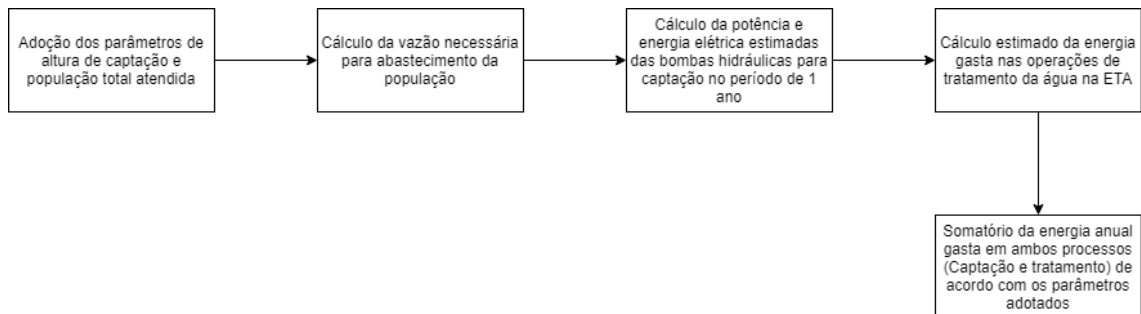 Adoção dos parâmetros de
altura de captação e
população total atendida
Cálculo da vazão necessária
para abastecimento da
população
Cálculo da potência e
energia elétrica estimadas
das bombas hidráulicas para
captação no período de 1
ano
Cálculo estimado da energia
gasta nas operações de
tratamento da água na ETA
Somatório da energia anual
gasta em ambos processos
(Captação e tratamento) de
acordo com os parâmetros
adotados